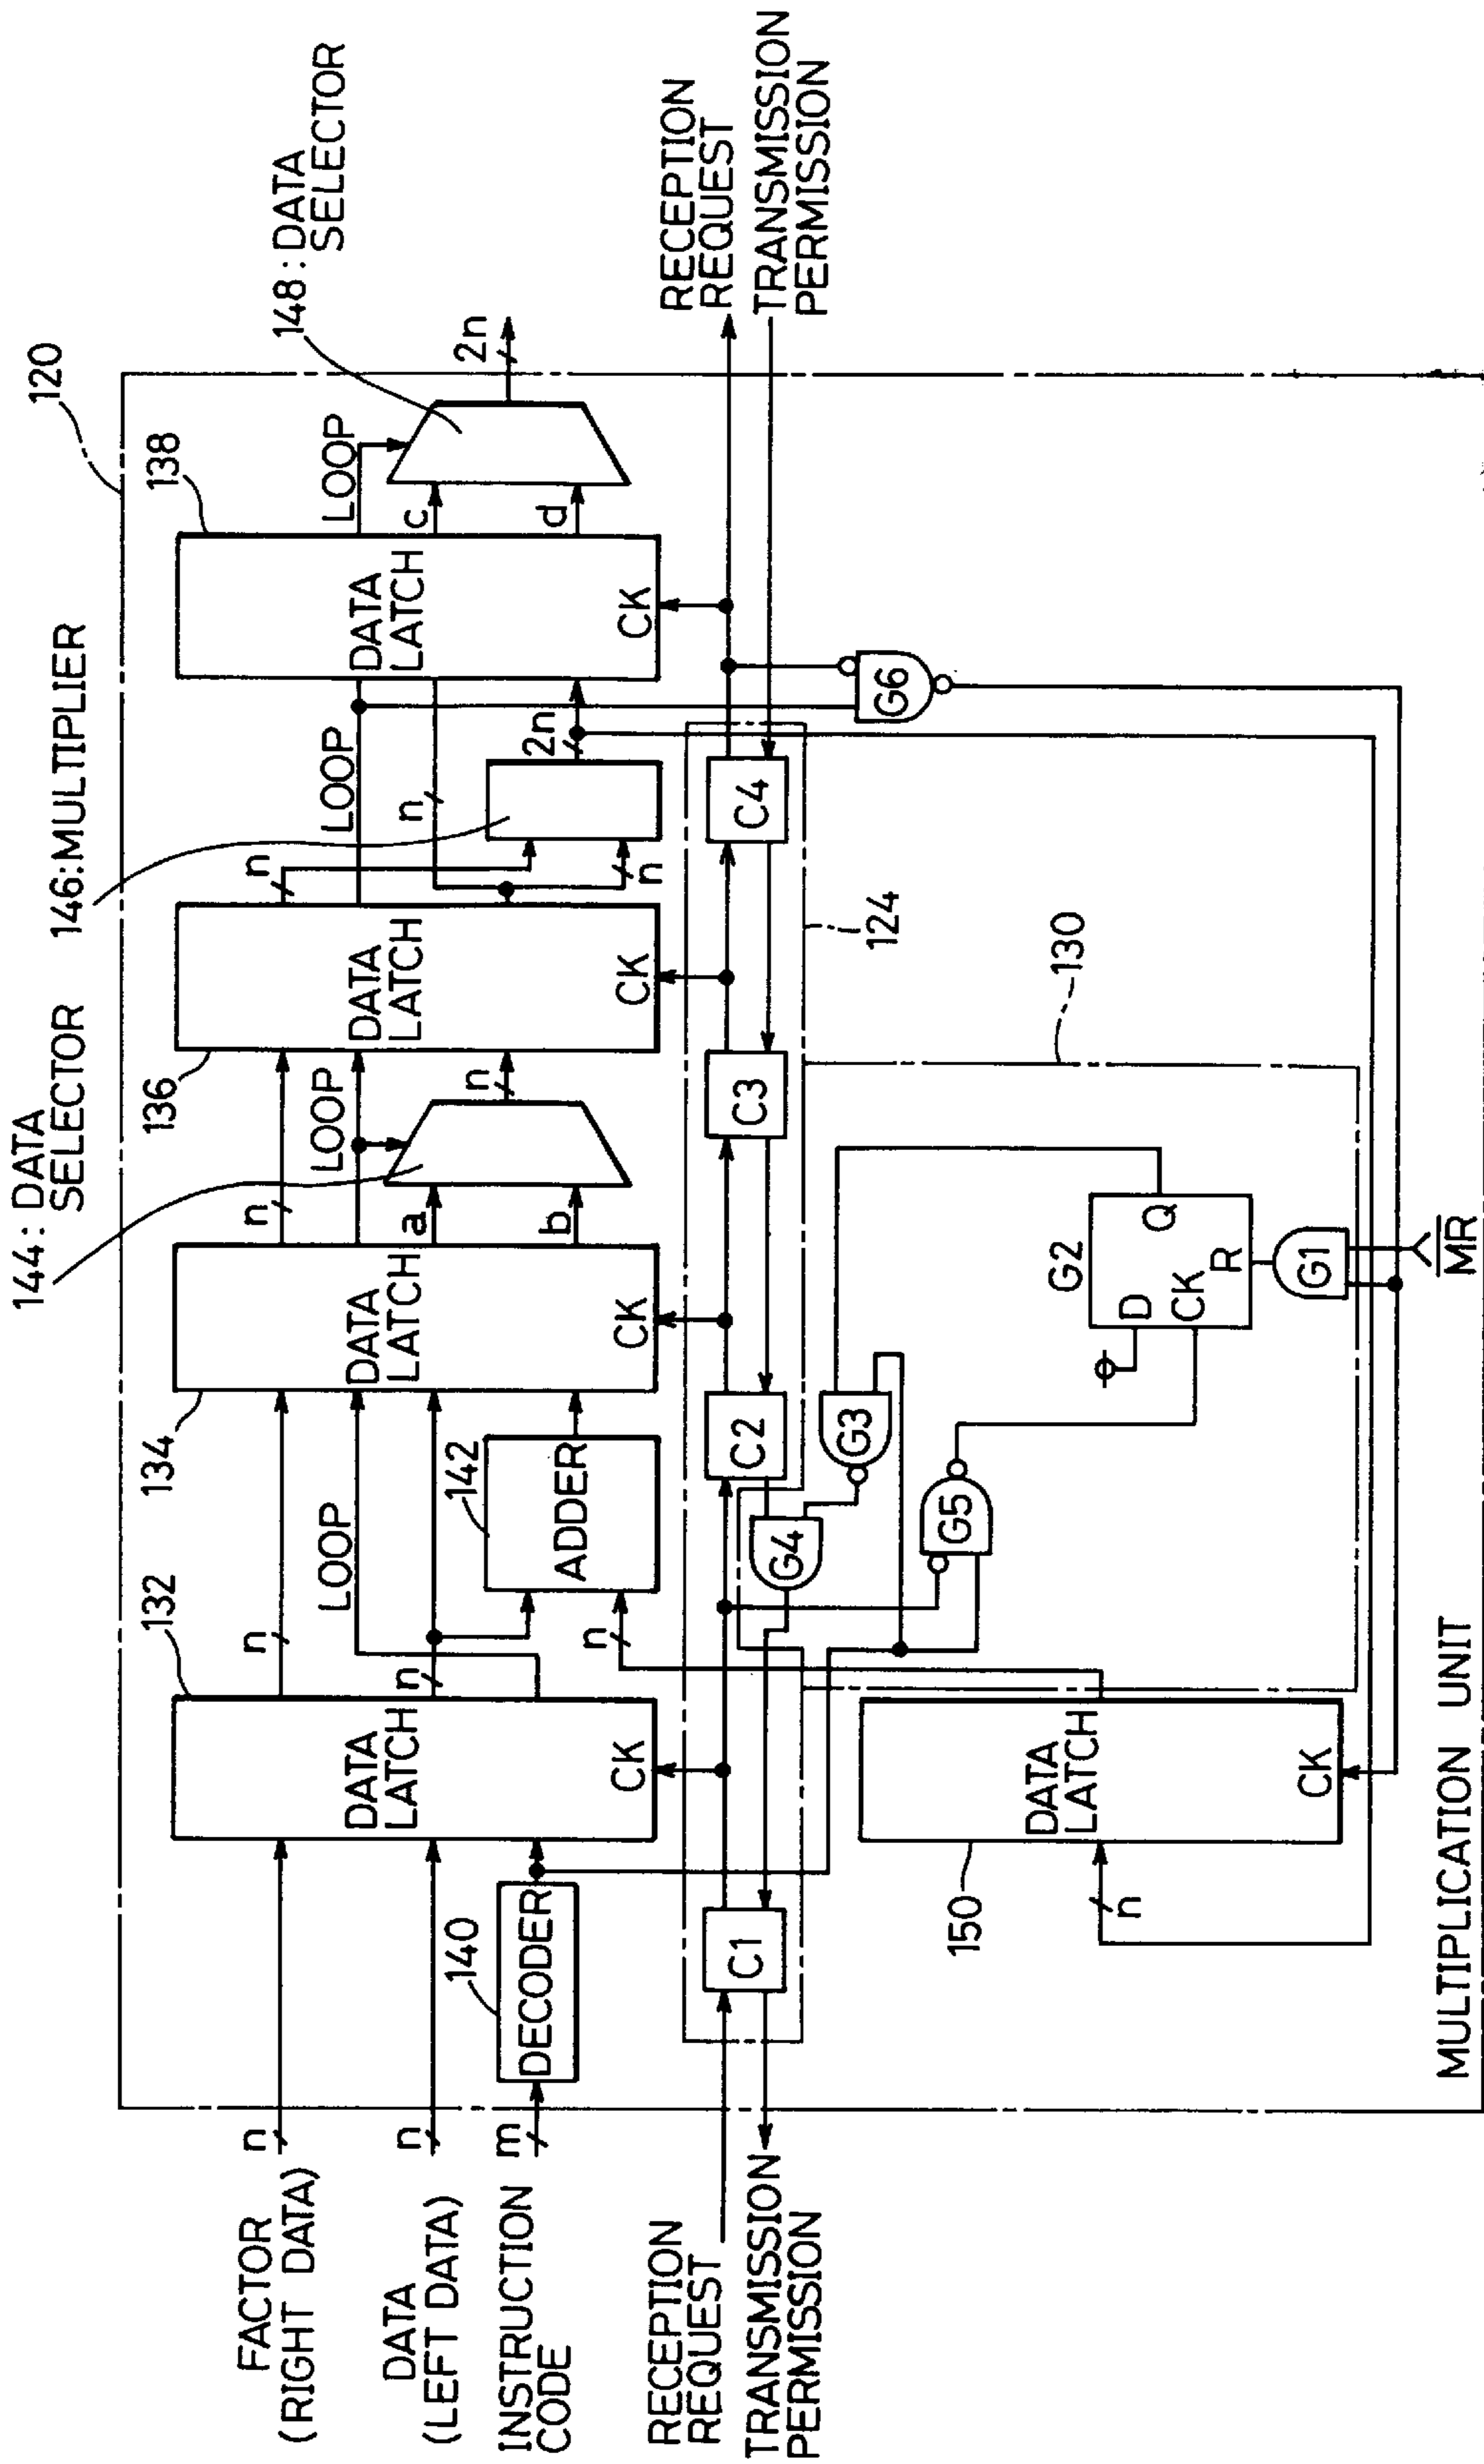 144: DATA
SELECTOR
146:MULTIPLIER
120
148:DATA
SELECTOR
132
134
136
138
FACTOR
(RIGHT DATA)
n
n
n
n
LOOP
LOOP
LOOP
LOOP
DATA
LATCH
CK
DATA
LATCH
CK
DATA
LATCH
CK
DATA
LATCH
CK
DATA
(LEFT DATA)
n
n
n
a
b
n
n
n
2n
c
d
2n
INSTRUCTION
CODE
m
140
DECODER
142
ADDER
n
RECEPTION
REQUEST
TRANSMISSION
PERMISSION
C1
C2
C3
C4
RECEPTION
REQUEST
TRANSMISSION
PERMISSION
124
130
G4
G3
G5
G6
G2
D
Q
CK
R
G1
MR
150
n
DATA
LATCH
CK
MULTIPLICATION UNIT